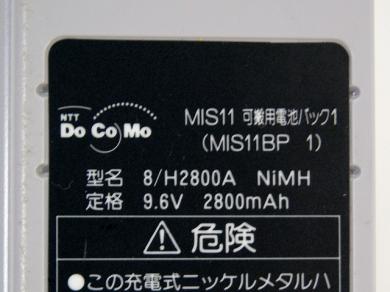 NTT
DoCoMo
MIS11 可搬用電池パック1
(MIS11BP 1)
型名 8/H2800A NiMH
定格 9.6V 2800mAh
危険
●この充電式ニッケルメタルハ